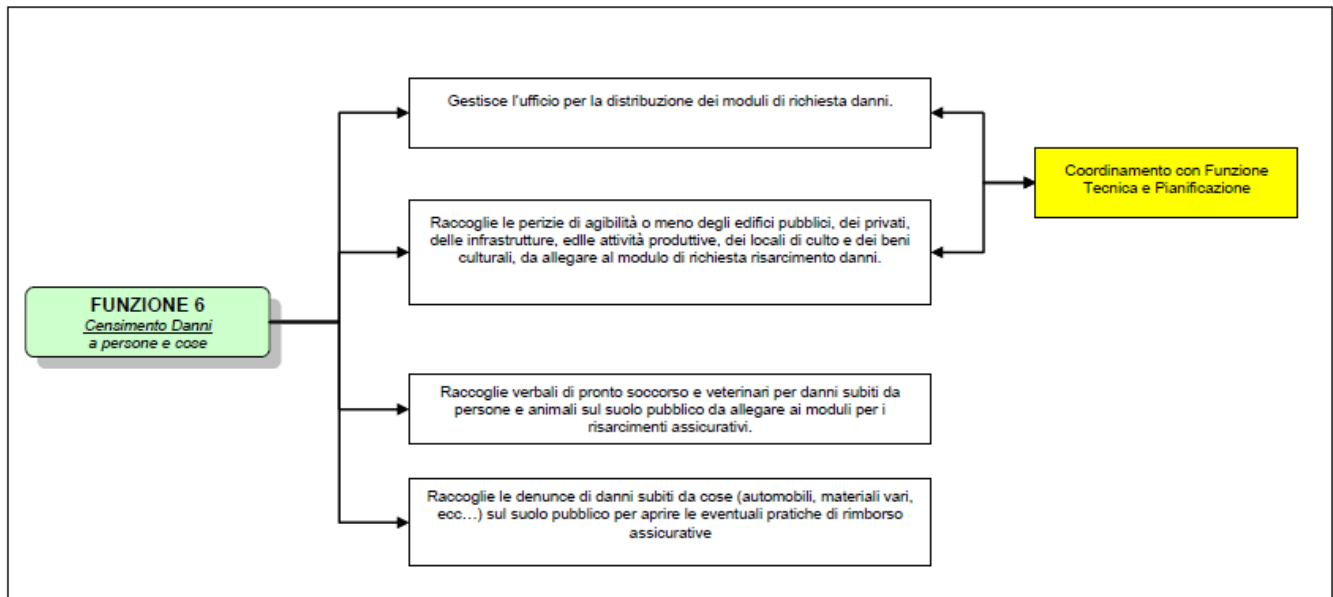 Gestisce l'ufficio per la distribuzione dei moduli di richiesta danni.
Coordinamento con Funzione
Tecnica e Pianificazione
Raccoglie le perizie di agibilità o meno degli edifici pubblici, dei privati,
delle infrastrutture, edlle attività produttive, dei locali di culto e dei beni
culturali, da allegare al modulo di richiesta risarcimento danni.
FUNZIONE 6
Censimento Danni
a persone e cose
Raccoglie verbali di pronto soccorso e veterinari per danni subiti da
persone e animali sul suolo pubblico da allegare ai moduli per i
risarcimenti assicurativi.
Raccoglie le denunce di danni subiti da cose (automobili, materiali vari,
ecc...) sul suolo pubblico per aprire le eventuali pratiche di rimborso
assicurative